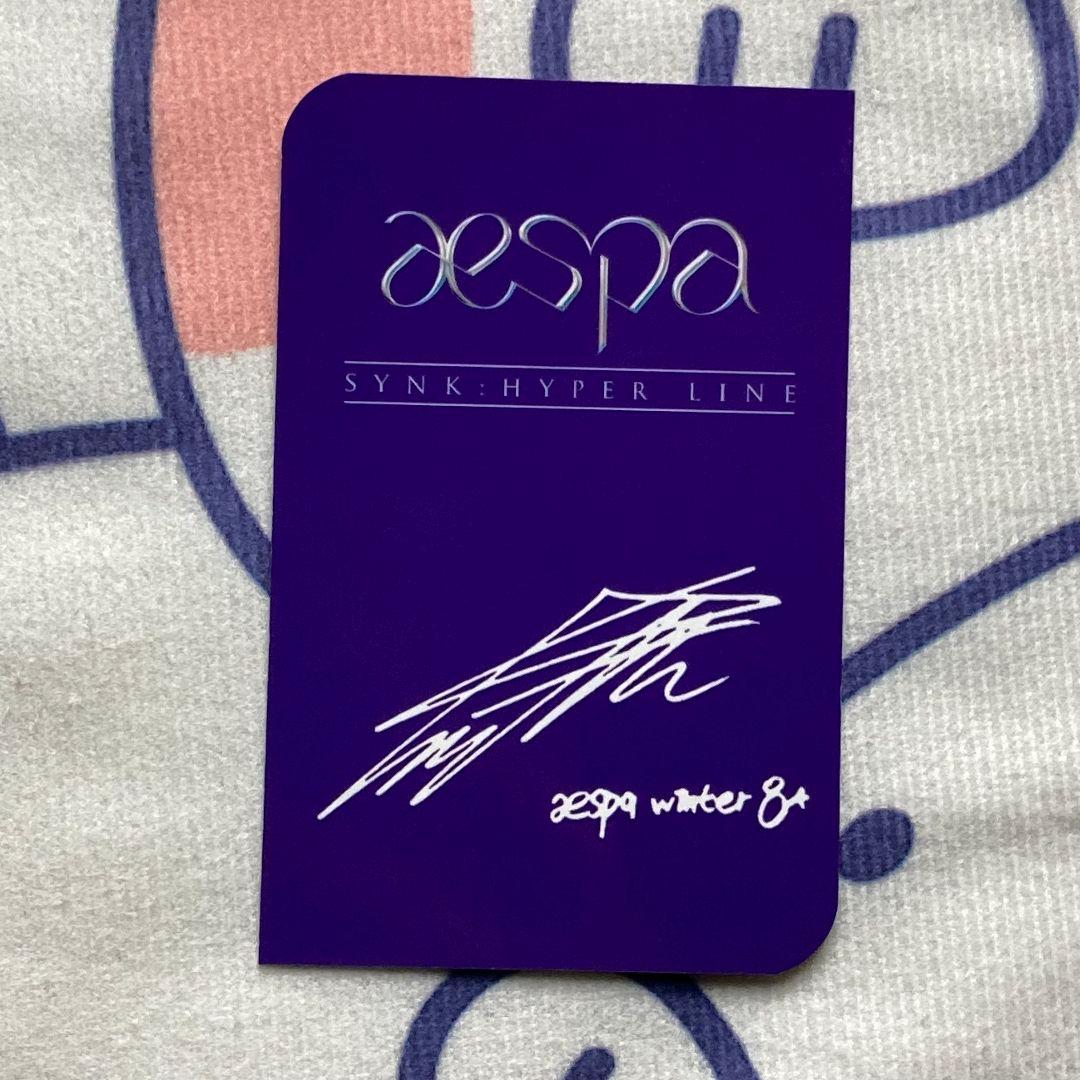 aespa
SYNK : HYPER LINE
aespa winter